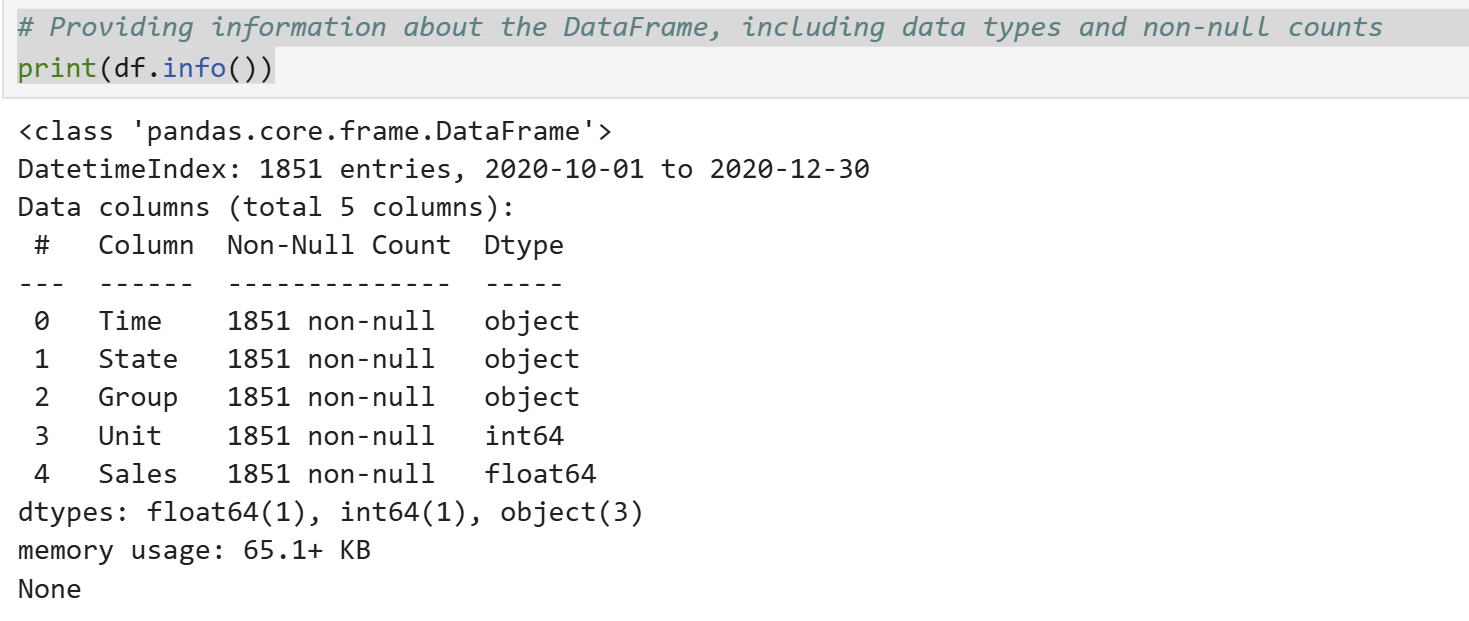 # Providing information about the DataFrame, including data types and non-null counts
print(df.info())
<class 'pandas.core.frame.DataFrame'>
DatetimeIndex: 1851 entries, 2020-10-01 to 2020-12-30
Data columns (total 5 columns):
 #   Column  Non-Null Count  Dtype
---  ------  --------------  -----
 0   Time    1851 non-null   object
 1   State   1851 non-null   object
 2   Group   1851 non-null   object
 3   Unit    1851 non-null   int64
 4   Sales   1851 non-null   float64
dtypes: float64(1), int64(1), object(3)
memory usage: 65.1+ KB
None